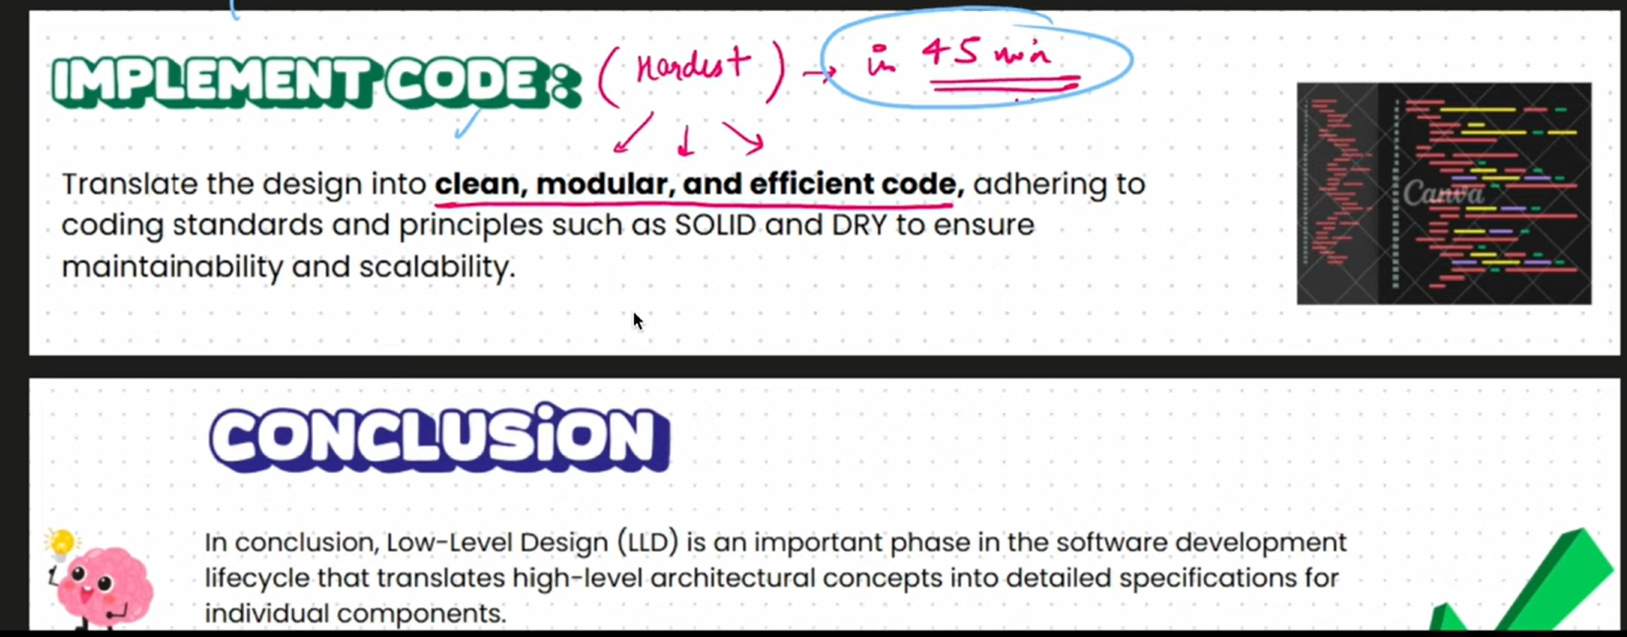 IMPLEMENT CODE: (Hardest) → in 45 min
Translate the design into clean, modular, and efficient code, adhering to
coding standards and principles such as SOLID and DRY to ensure
maintainability and scalability.
Canva
CONCLUSION
In conclusion, Low-Level Design (LLD) is an important phase in the software development
lifecycle that translates high-level architectural concepts into detailed specifications for
individual components.